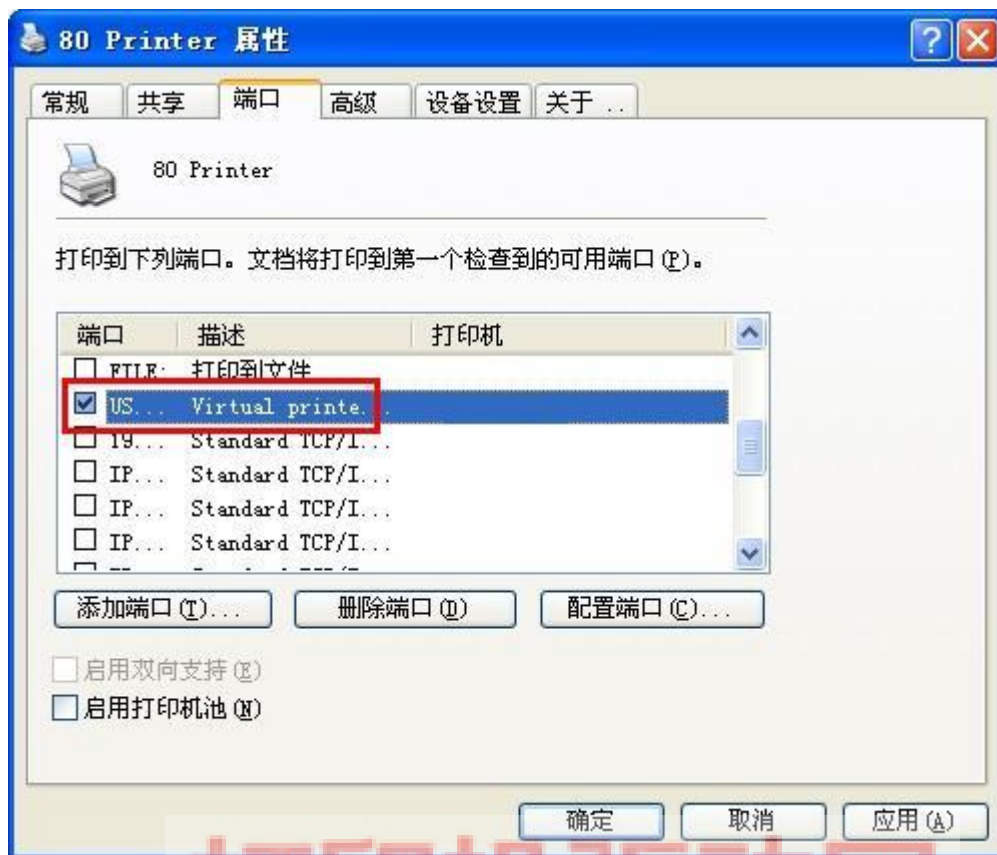 80 Printer 属性
常规 共享 端口 高级 设备设置 关于 ..
80 Printer
打印到下列端口。文档将打印到第一个检查到的可用端口(P)。
端口 描述 打印机
FILE: 打印到文件
US... Virtual printe...
19... Standard TCP/I...
IP... Standard TCP/I...
IP... Standard TCP/I...
IP... Standard TCP/I...
添加端口(T)... 删除端口(D) 配置端口(C)...
启用双向支持(E)
启用打印机池(N)
确定 取消 应用(A)